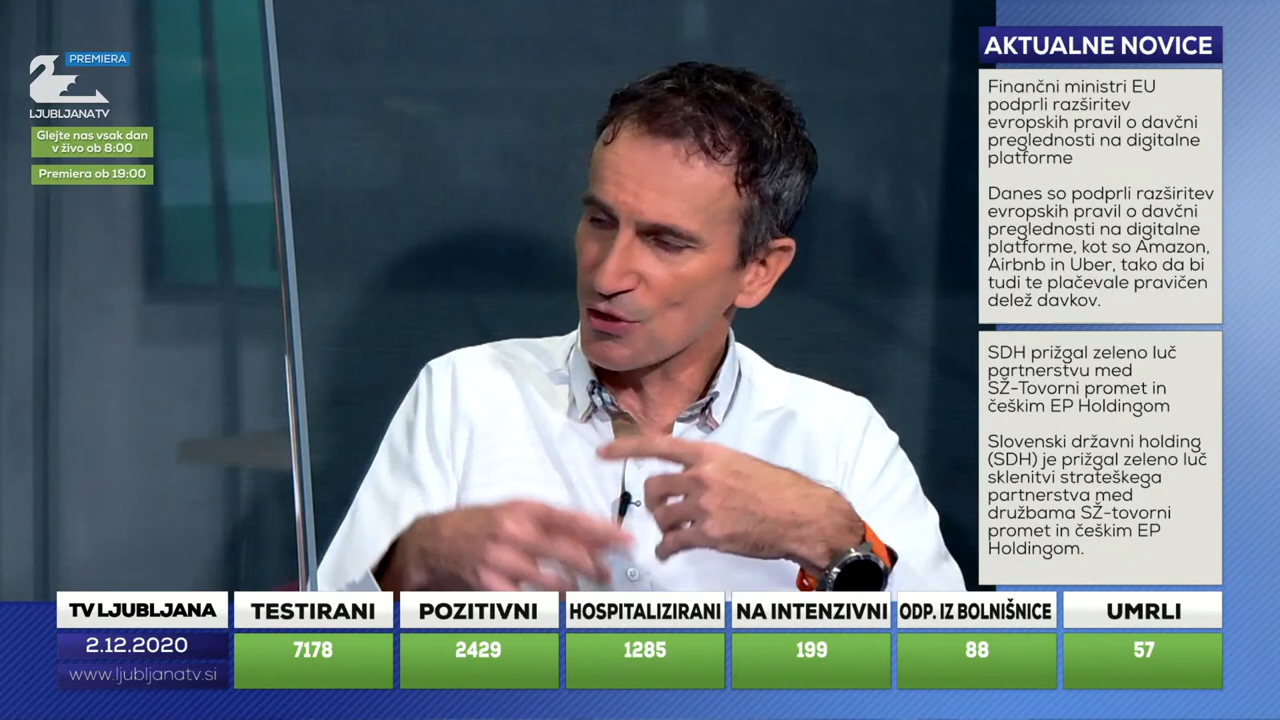 PREMIERA
LJUBLJANATV
Glejte nas vsak dan
v živo ob 8:00
Premiera ob 19:00
AKTUALNE NOVICE
Finančni ministri EU
podprli razširitev
evropskih pravil o davčni
preglednosti na digitalne
platforme
Danes so podprli razširitev
evropskih pravil o davčni
preglednosti na digitalne
platforme, kot so Amazon,
Airbnb in Uber, tako da bi
tudi te plačevale pravičen
delež davkov.
SDH prižgal zeleno luč
partnerstvu med
SŽ-Tovorni promet in
češkim EP Holdingom
Slovenski državni holding
(SDH) je prižgal zeleno luč
sklenitvi strateškega
partnerstva med
družbama SŽ-tovorni
promet in češkim EP
Holdingom.
TV LJUBLJANA TESTIRANI POZITIVNI HOSPITALIZIRANI NA INTENZIVNI ODP. IZ BOLNIŠNICE UMRLI
2.12.2020 7178 2429 1285 199 88 57
www.ljubljanatv.si